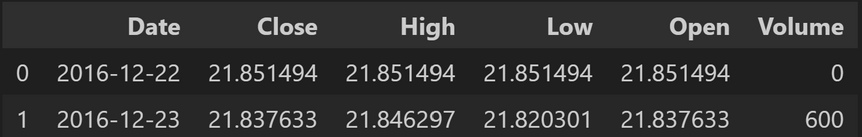 Date Close High Low Open Volume
0 2016-12-22 21.851494 21.851494 21.851494 21.851494 0
1 2016-12-23 21.837633 21.846297 21.820301 21.837633 600